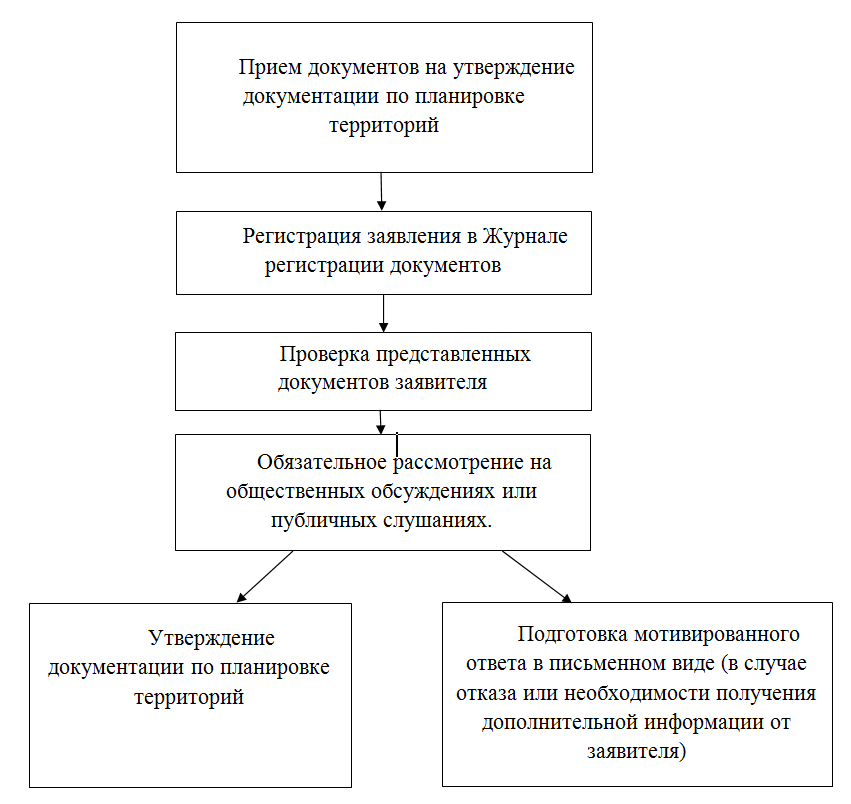 Прием документов на утверждение
документации по планировке
территорий
Регистрация заявления в Журнале
регистрации документов
Проверка представленных
документов заявителя
Обязательное рассмотрение на
общественных обсуждениях или
публичных слушаниях.
Утверждение
документации по планировке
территорий
Подготовка мотивированного
ответа в письменном виде (в случае
отказа или необходимости получения
дополнительной информации от
заявителя)